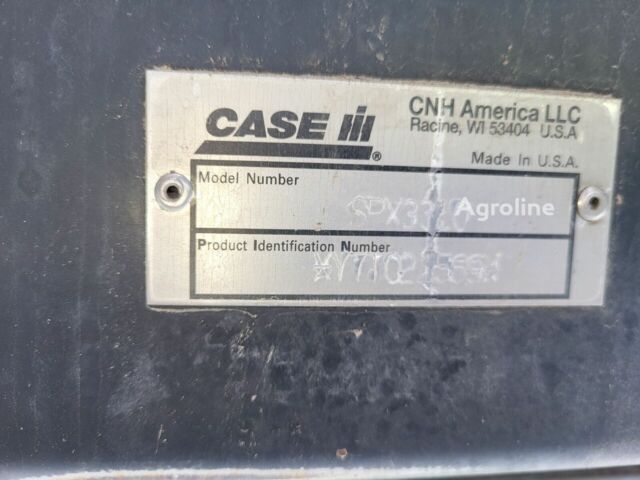 CASE IH
CNH America LLC
Racine, WI 53404 U.S.A
Made in U.S.A.
Model Number
Agroline
Product Identification Number